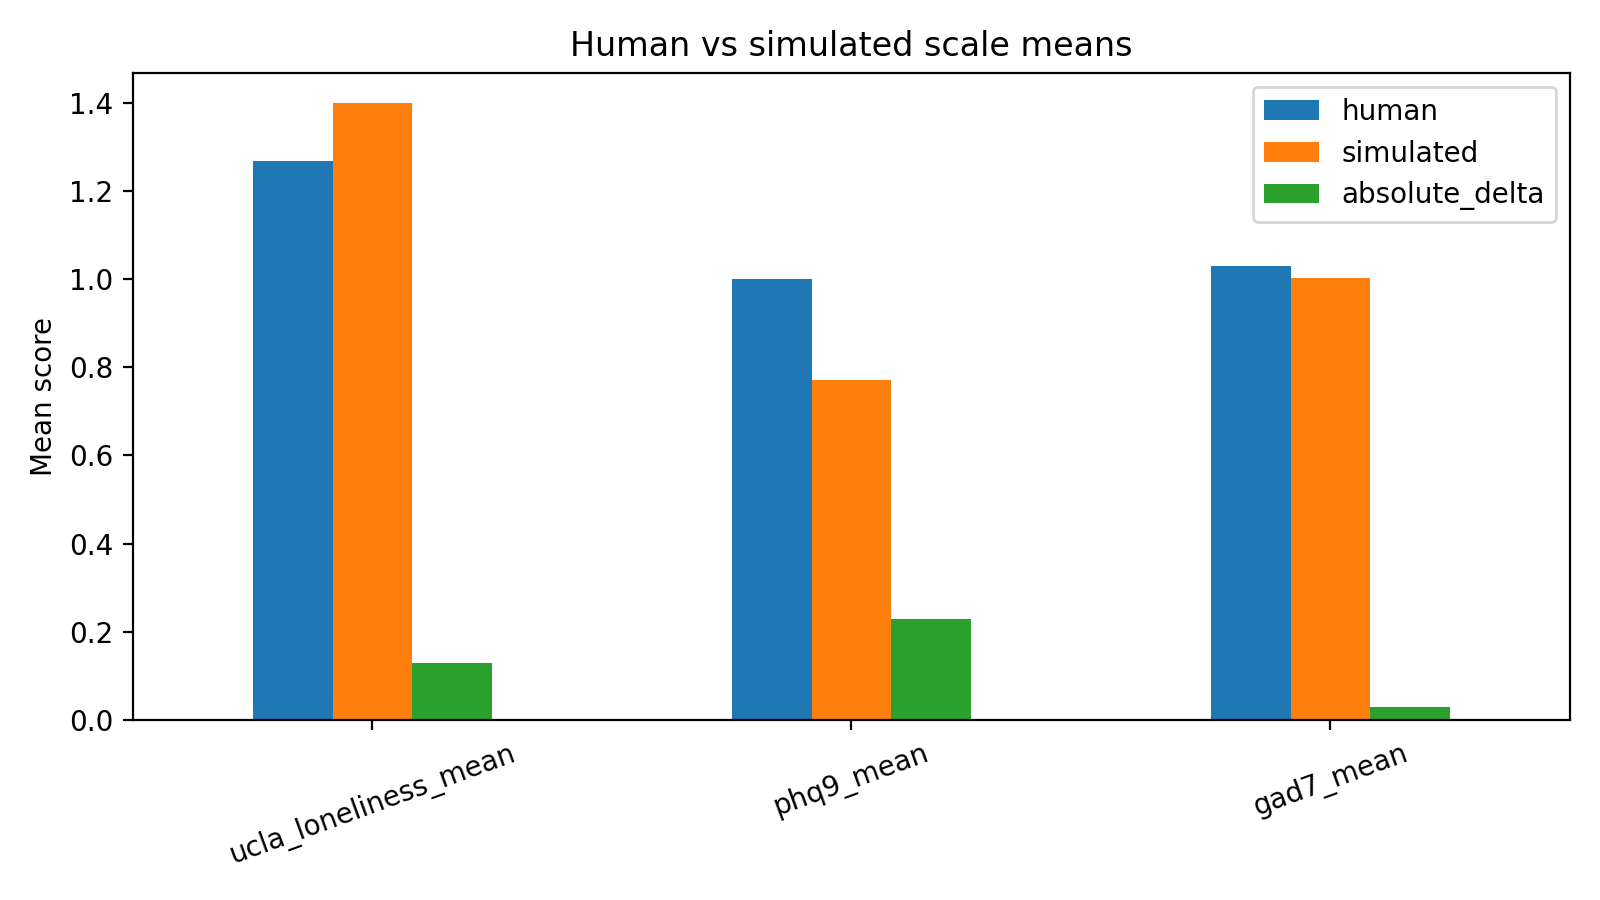 Human vs simulated scale means
human
simulated
absolute_delta
Mean score
1.4
1.2
1.0
0.8
0.6
0.4
0.2
0.0
ucla_loneliness_mean
phq9_mean
gad7_mean